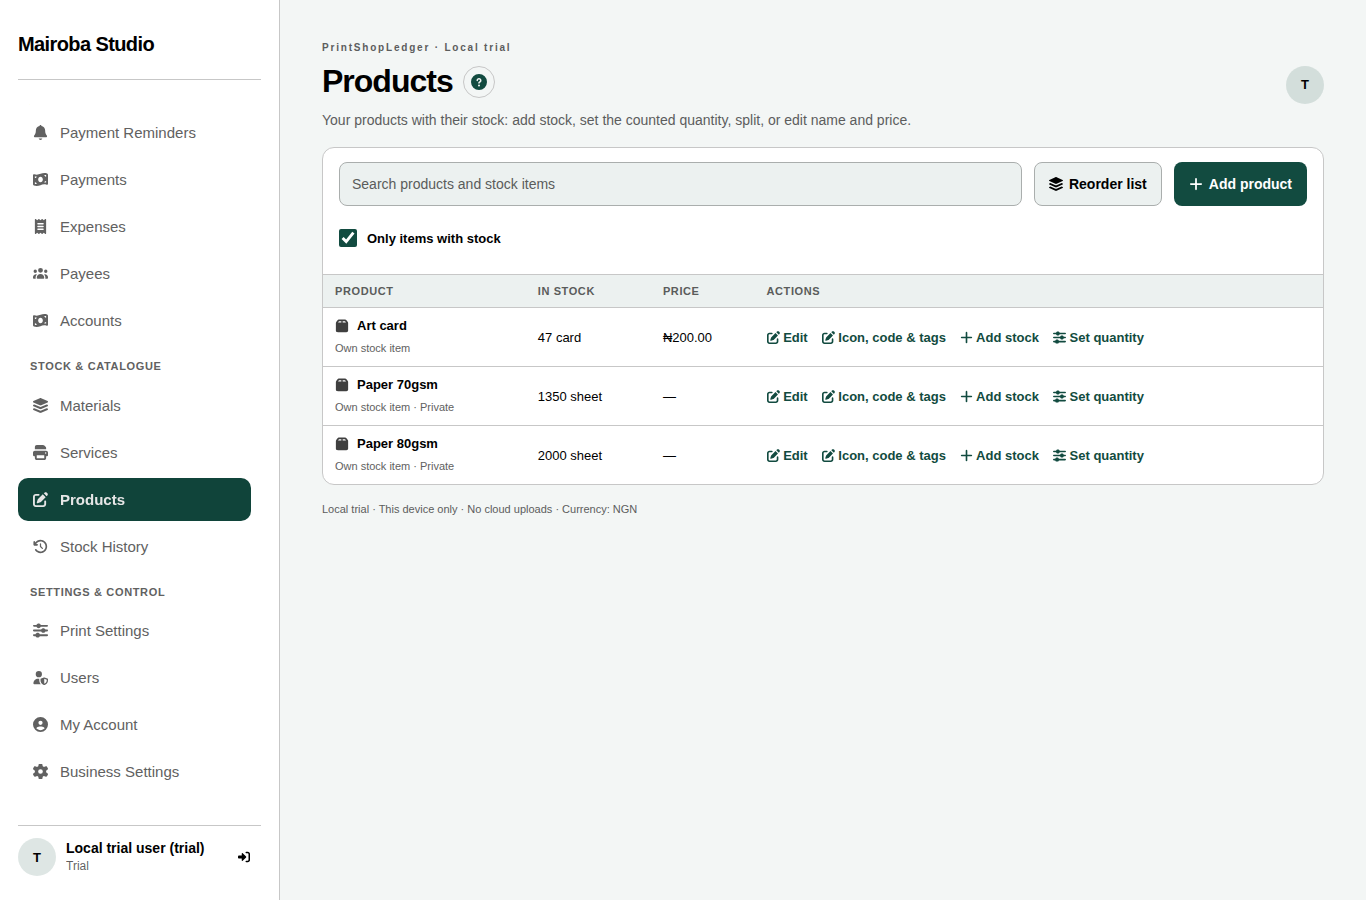 Mairoba Studio
Payment Reminders
Payments
Expenses
Payees
Accounts
STOCK & CATALOGUE
Materials
Services
Products
Stock History
SETTINGS & CONTROL
Print Settings
Users
My Account
Business Settings
T
Local trial user (trial)
Trial
PrintShopLedger · Local trial
Products
T
Your products with their stock: add stock, set the counted quantity, split, or edit name and price.
Search products and stock items
Reorder list
Add product
Only items with stock
PRODUCT IN STOCK PRICE ACTIONS
Art card
Own stock item
47 card ₦200.00 Edit Icon, code & tags Add stock Set quantity
Paper 70gsm
Own stock item · Private
1350 sheet — Edit Icon, code & tags Add stock Set quantity
Paper 80gsm
Own stock item · Private
2000 sheet — Edit Icon, code & tags Add stock Set quantity
Local trial · This device only · No cloud uploads · Currency: NGN